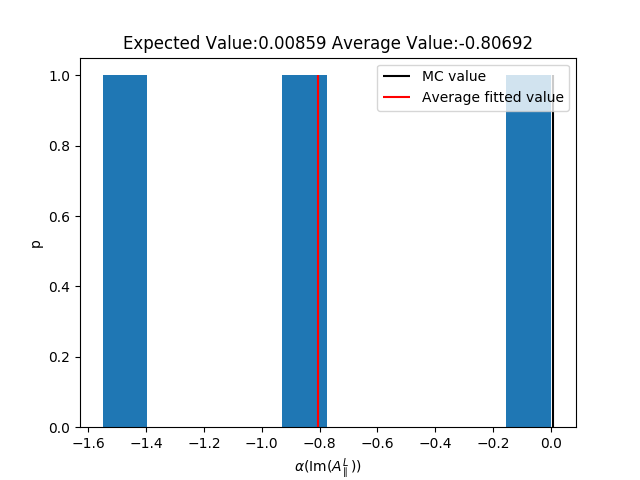 Expected Value:0.00859 Average Value:-0.80692
MC value
Average fitted value
1.0
0.8
0.6
0.4
0.2
0.0
p
−1.6 −1.4 −1.2 −1.0 −0.8 −0.6 −0.4 −0.2 0.0
α(Im(A_∥^L))